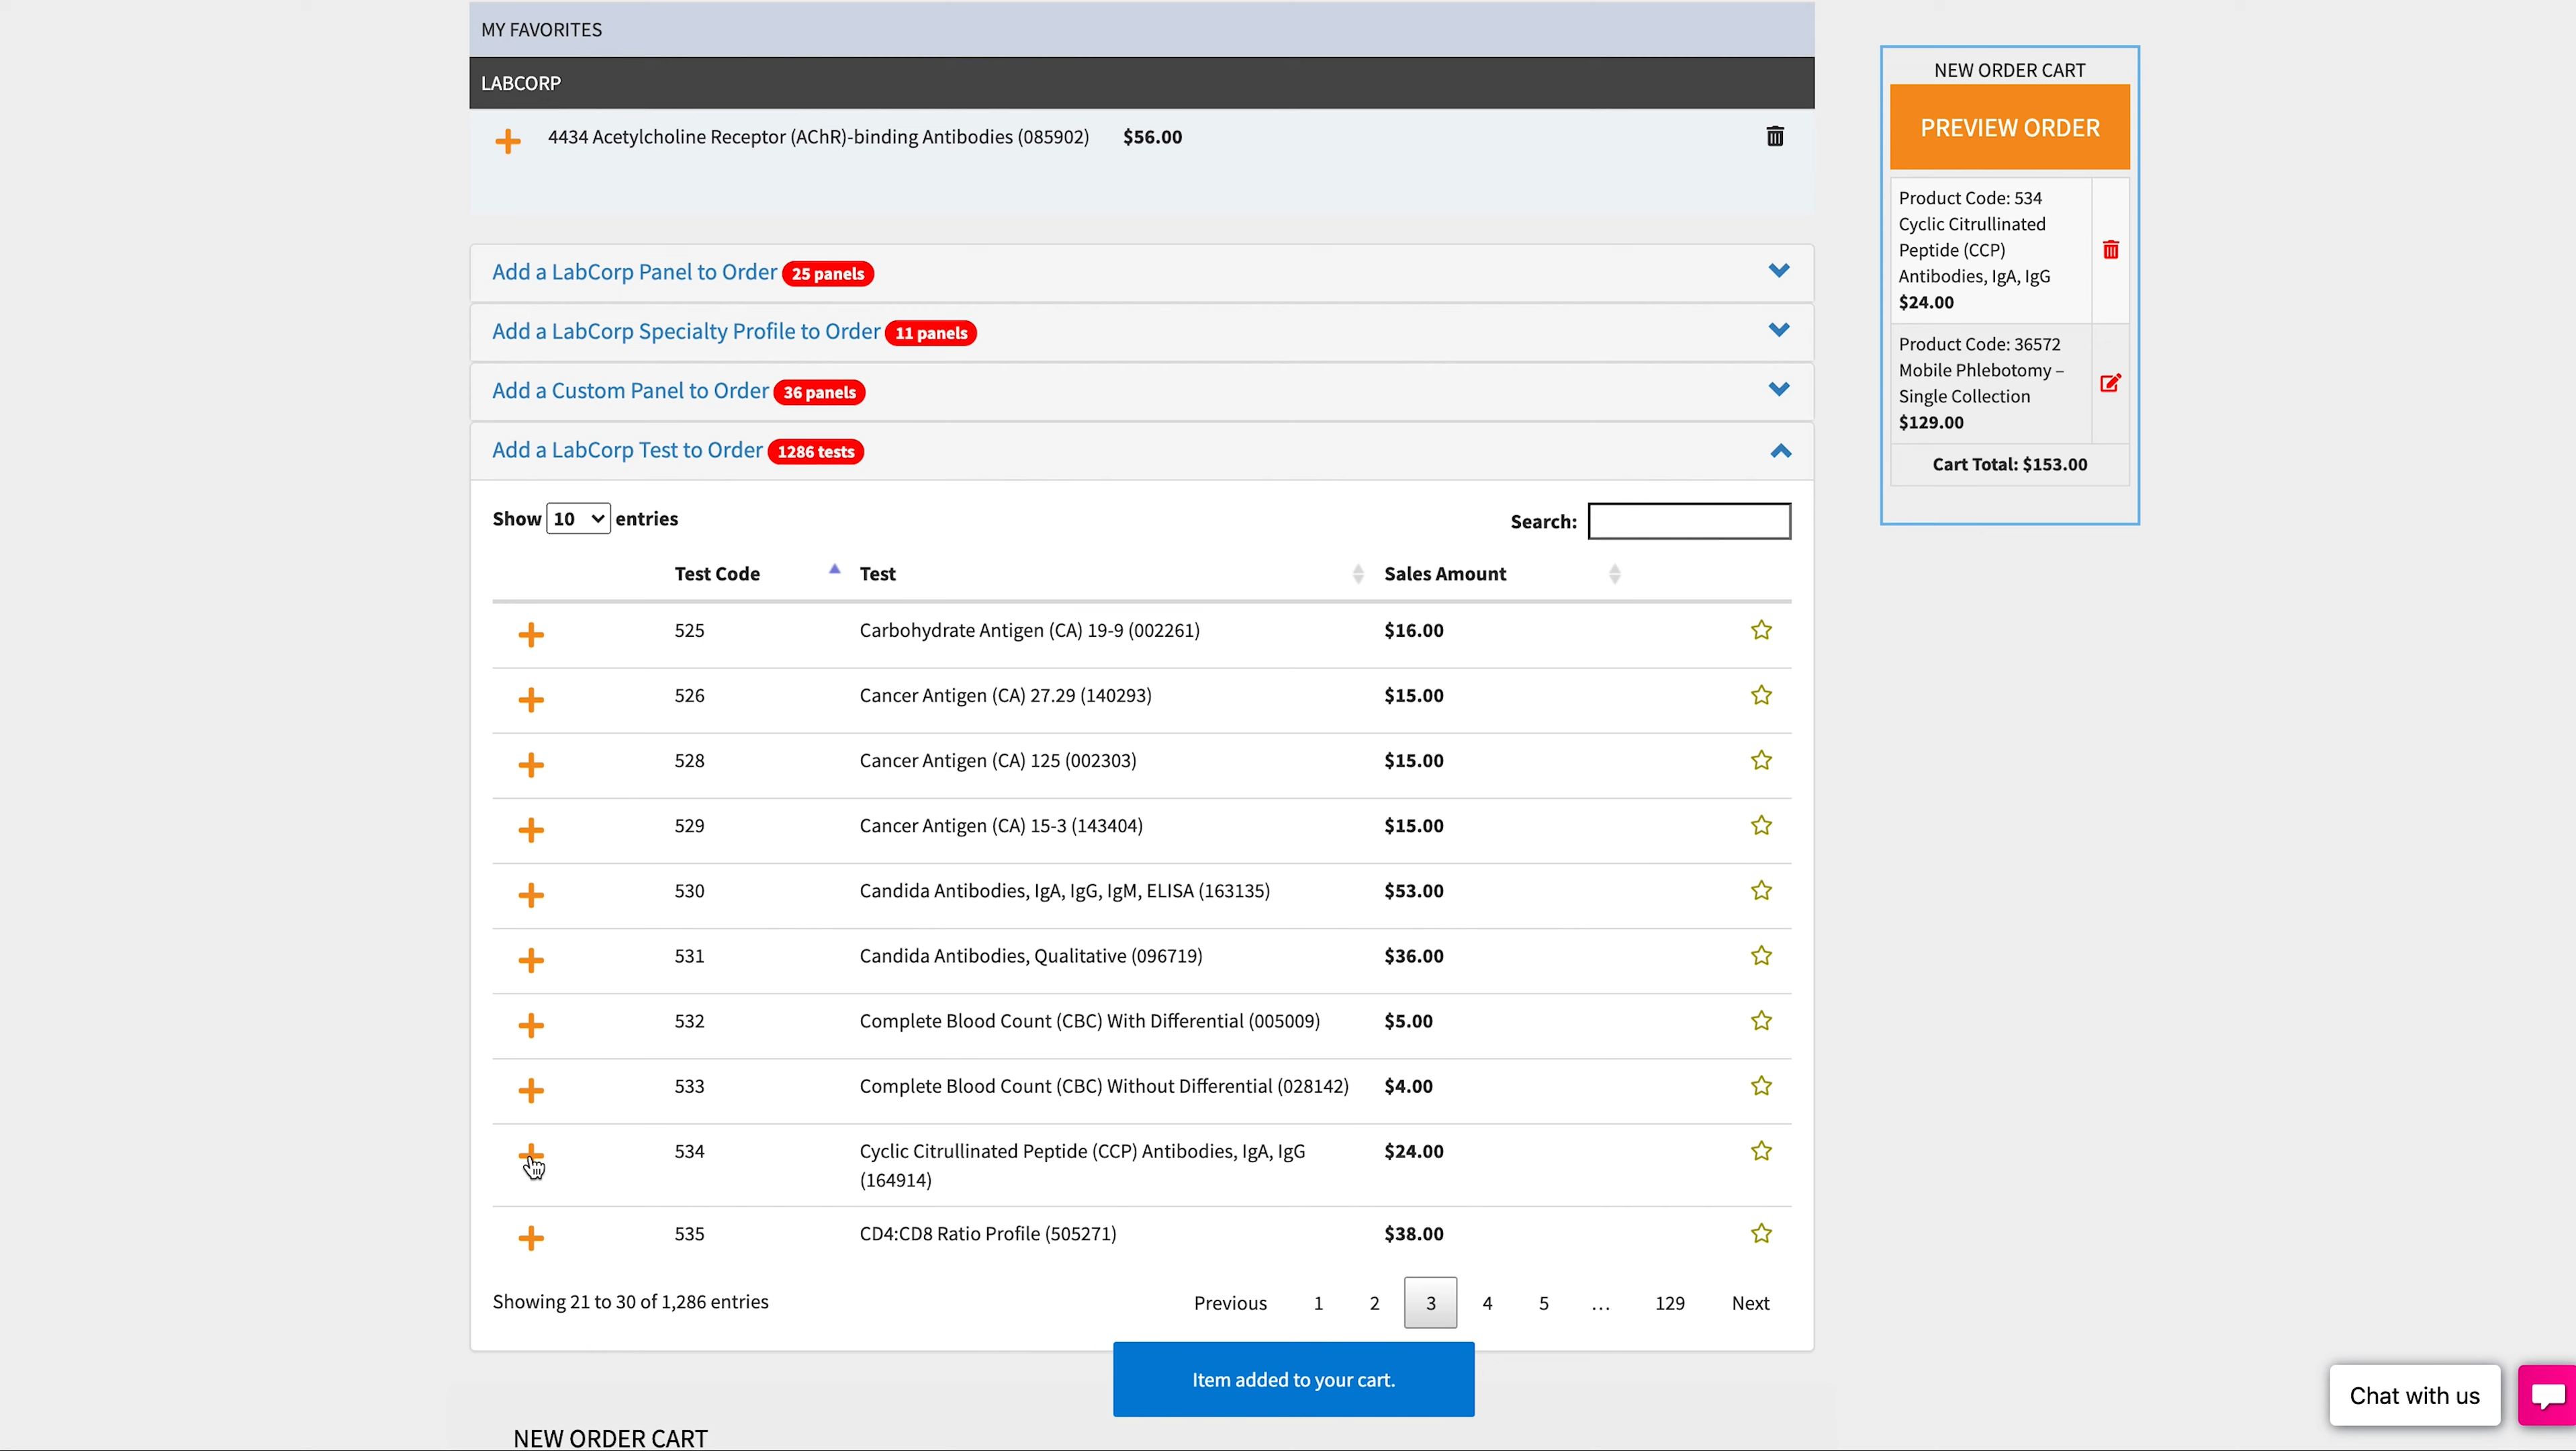 MY FAVORITES
LABCORP
4434 Acetylcholine Receptor (AChR)-binding Antibodies (085902) $56.00
Add a LabCorp Panel to Order 25 panels
Add a LabCorp Specialty Profile to Order 11 panels
Add a Custom Panel to Order 36 panels
Add a LabCorp Test to Order 1286 tests
Show 10 entries Search:
Test Code Test Sales Amount
525 Carbohydrate Antigen (CA) 19-9 (002261) $16.00
526 Cancer Antigen (CA) 27.29 (140293) $15.00
528 Cancer Antigen (CA) 125 (002303) $15.00
529 Cancer Antigen (CA) 15-3 (143404) $15.00
530 Candida Antibodies, IgA, IgG, IgM, ELISA (163135) $53.00
531 Candida Antibodies, Qualitative (096719) $36.00
532 Complete Blood Count (CBC) With Differential (005009) $5.00
533 Complete Blood Count (CBC) Without Differential (028142) $4.00
534 Cyclic Citrullinated Peptide (CCP) Antibodies, IgA, IgG $24.00
(164914)
535 CD4:CD8 Ratio Profile (505271) $38.00
Showing 21 to 30 of 1,286 entries Previous 1 2 3 4 5 ... 129 Next
Item added to your cart.
NEW ORDER CART
NEW ORDER CART
PREVIEW ORDER
Product Code: 534
Cyclic Citrullinated
Peptide (CCP)
Antibodies, IgA, IgG
$24.00
Product Code: 36572
Mobile Phlebotomy –
Single Collection
$129.00
Cart Total: $153.00
Chat with us